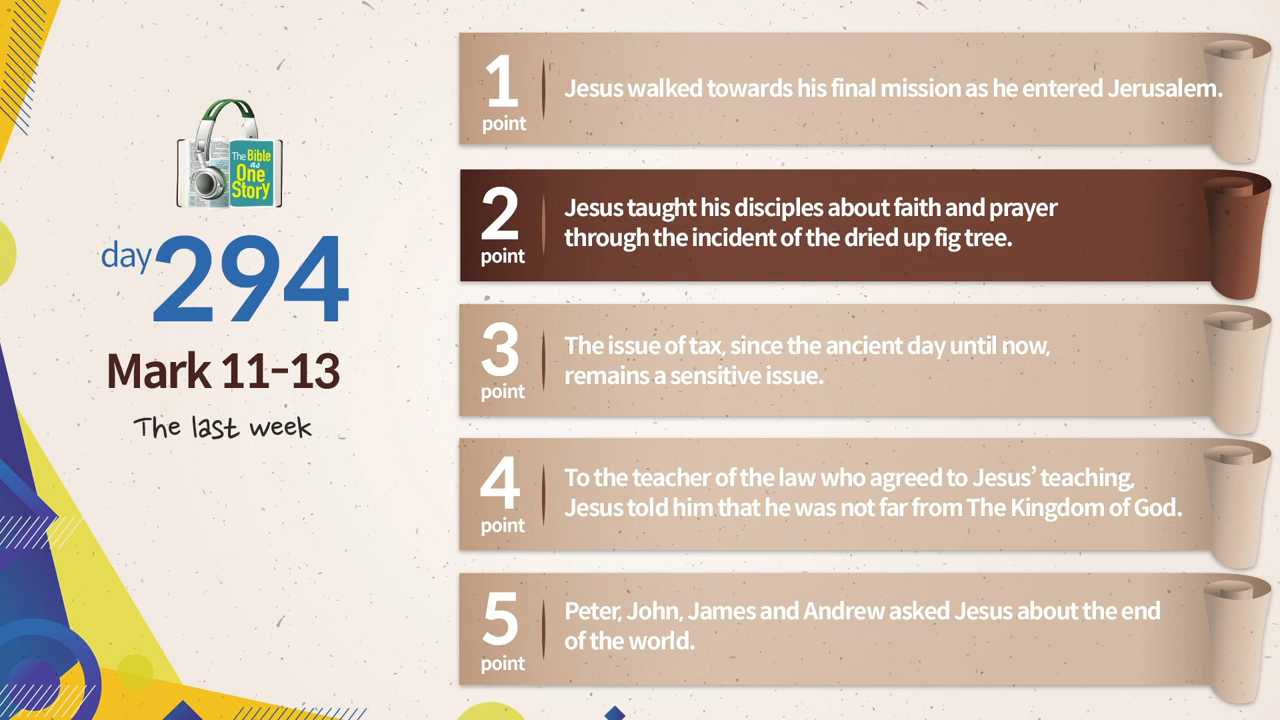 The Bible
as
One
Story
day 294
Mark 11-13
The last week
1
point
Jesus walked towards his final mission as he entered Jerusalem.
2
point
Jesus taught his disciples about faith and prayer
through the incident of the dried up fig tree.
3
point
The issue of tax, since the ancient day until now,
remains a sensitive issue.
4
point
To the teacher of the law who agreed to Jesus’ teaching,
Jesus told him that he was not far from The Kingdom of God.
5
point
Peter, John, James and Andrew asked Jesus about the end
of the world.